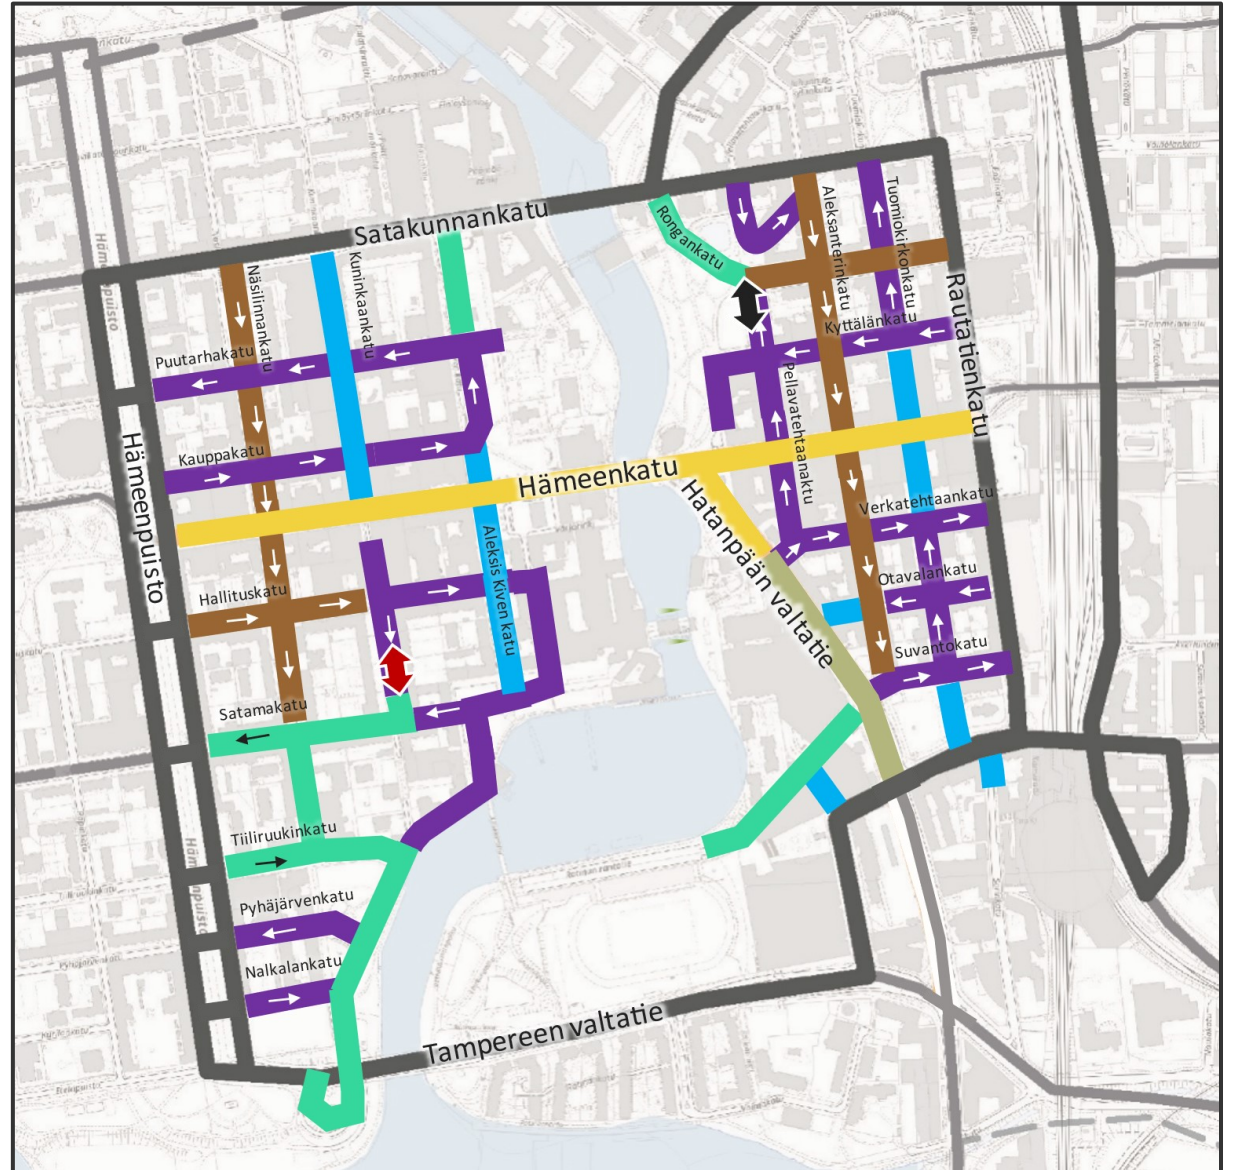 Satakunnankatu
Rongankatu
Aleksanterinkatu
Tuomiokirkonkatu
Näsilinnankatu
Kuninkaankatu
Rautatienkatu
Puutarhakatu
Kyttälänkatu
Pellavatehtaanaktu
Hämeenpuisto
Kauppakatu
Hämeenkatu
Hatanpään valtatie
Verkatehtaankatu
Aleksis Kiven katu
Hallituskatu
Otavalankatu
Suvantokatu
Satamakatu
Tiiliruukinkatu
Pyhäjärvenkatu
Nalkalankatu
Tampereen valtatie